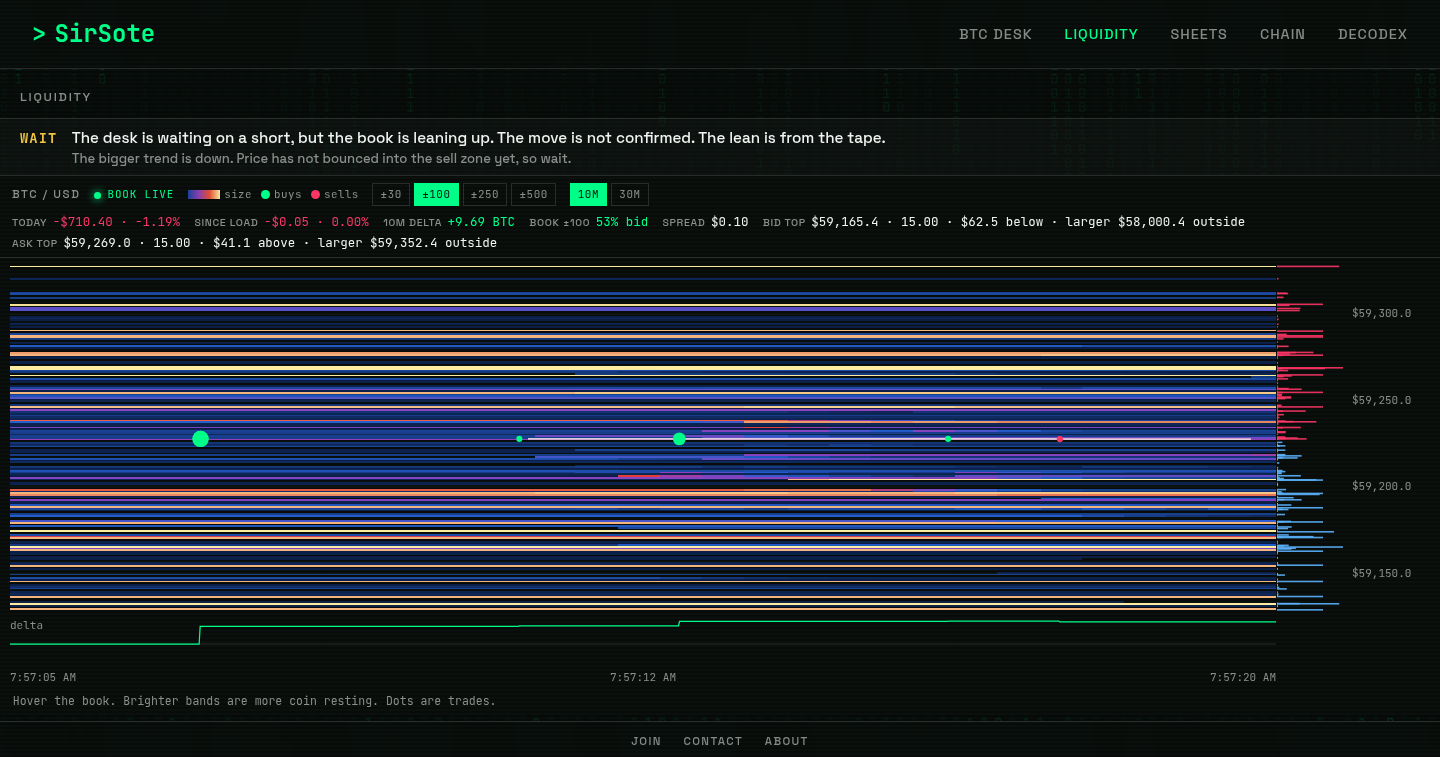 > SirSote
BTC DESK LIQUIDITY SHEETS CHAIN DECODEX
LIQUIDITY
WAIT The desk is waiting on a short, but the book is leaning up. The move is not confirmed. The lean is from the tape.
The bigger trend is down. Price has not bounced into the sell zone yet, so wait.
BTC / USD BOOK LIVE size buys sells ±30 ±100 ±250 ±500 10M 30M
TODAY -$710.40 · -1.19% SINCE LOAD -$0.05 · 0.00% 10M DELTA +9.69 BTC BOOK ±100 53% bid SPREAD $0.10 BID TOP $59,165.4 · 15.00 · $62.5 below · larger $58,000.4 outside
ASK TOP $59,269.0 · 15.00 · $41.1 above · larger $59,352.4 outside
$59,300.0
$59,250.0
$59,200.0
$59,150.0
delta
7:57:05 AM 7:57:12 AM 7:57:20 AM
Hover the book. Brighter bands are more coin resting. Dots are trades.
JOIN CONTACT ABOUT